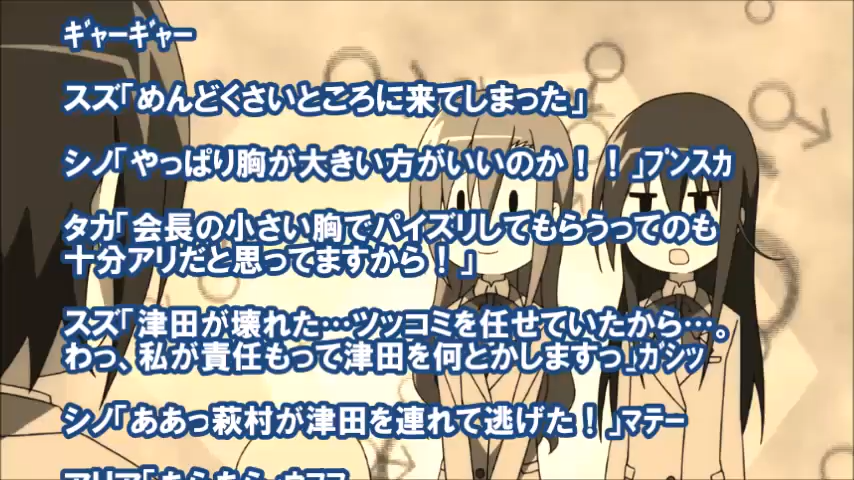 ｷﾞｬーｷﾞｬー
スズ「めんどくさいところに来てしまった」
シノ「やっぱり胸が大きい方がいいのか！！」ﾌﾟﾝｽｶ
タカ「会長の小さい胸でパイズリしてもらうってのも
十分アリだと思ってますから！」
スズ「津田が壊れた…ツッコミを任せていたから…。
わっ、私が責任もって津田を何とかしますっ」ｶﾞｼｯ
シノ「ああっ萩村が津田を連れて逃げた！」ﾏﾃー